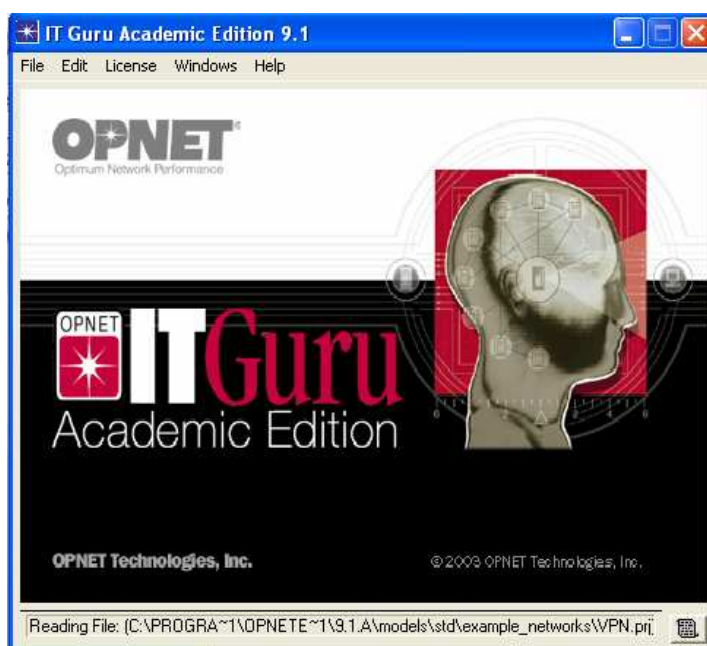 IT Guru Academic Edition 9.1
File Edit License Windows Help
OPNET
Optimum Network Performance
OPNET
ITGuru
Academic Edition
OPNET Technologies, Inc.
©2003 OPNET Technologies, Inc.
Reading File: (C:\PROGRA~1\OPNETE~1\9.1.A\models\std\example_networks\VPN.prj